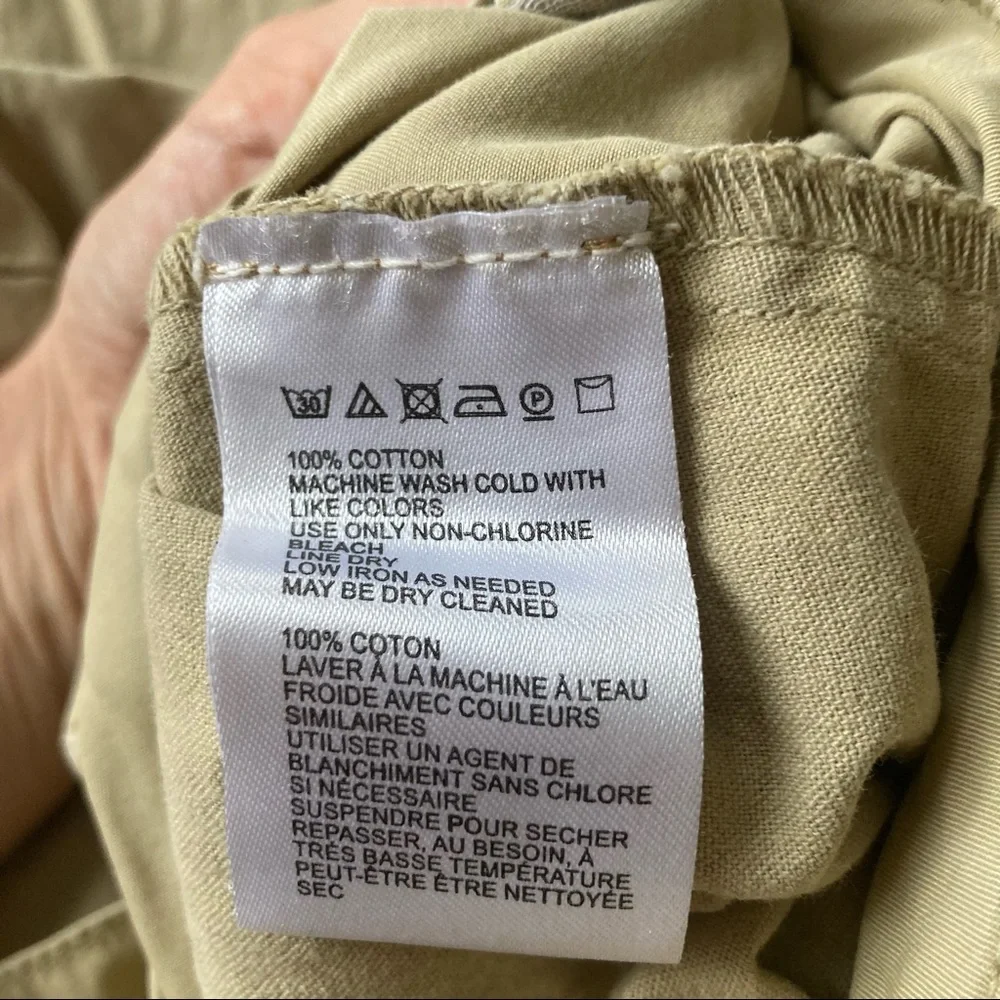 30 P
100% COTTON
MACHINE WASH COLD WITH
LIKE COLORS
USE ONLY NON-CHLORINE
BLEACH
LINE DRY
LOW IRON AS NEEDED
MAY BE DRY CLEANED
100% COTON
LAVER À LA MACHINE À L'EAU
FROIDE AVEC COULEURS
SIMILAIRES
UTILISER UN AGENT DE
BLANCHIMENT SANS CHLORE
SI NÉCESSAIRE
SUSPENDRE POUR SECHER
REPASSER, AU BESOIN, À
TRÈS BASSE TEMPÉRATURE
PEUT-ÊTRE ÊTRE NETTOYÉE
SEC